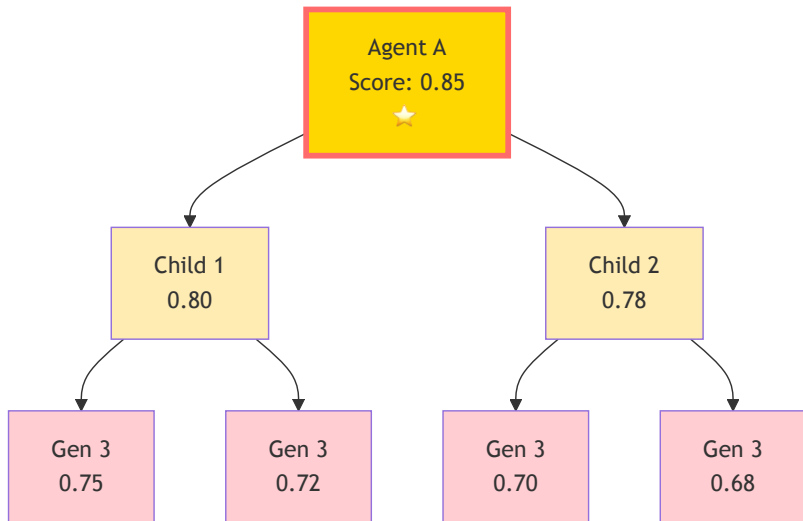 Agent A
Score: 0.85
⭐
Child 1
0.80
Child 2
0.78
Gen 3
0.75
Gen 3
0.72
Gen 3
0.70
Gen 3
0.68